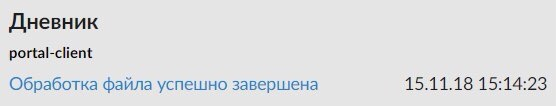 Дневник
portal-client
Обработка файла успешно завершена 15.11.18 15:14:23